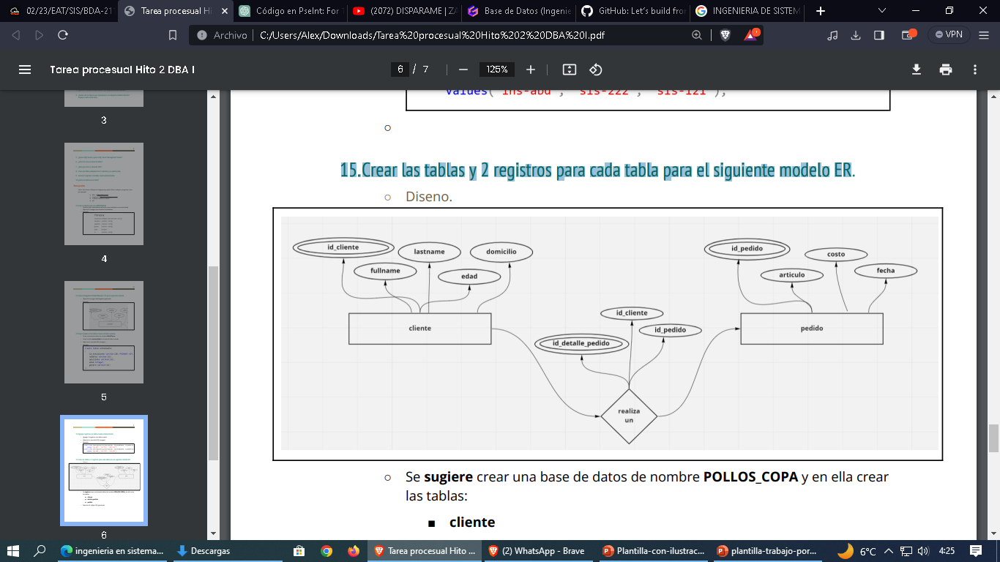 02/23/EAT/SIS/BDA-21
Tarea procesual Hi
Código en PseInt: For 1
(2072) DISPARAME | ZA
Base de Datos (Ingenie
GitHub: Let's build fro
INGENIERIA DE SISTEM
Archivo
C:/Users/Alex/Downloads/Tarea%20procesual%20Hito%202%20DBA%20I.pdf
1
VPN
Tarea procesual Hito 2 DBA I
6 / 7
125%
3
4
5
6
values( 'ins-abd', 'sis-222', 'sis-121');
15.Crear las tablas y 2 registros para cada tabla para el siguiente modelo ER.
Diseno.
id_cliente
lastname
domicilio
fullname
edad
id_pedido
costo
articulo
fecha
cliente
id_cliente
id_pedido
id_detalle_pedido
pedido
realiza
un
Se sugiere crear una base de datos de nombre POLLOS_COPA y en ella crear
las tablas:
cliente
ingenieria en sistema...
Descargas
Tarea procesual Hito ...
(2) WhatsApp - Brave
Plantilla-con-ilustrac...
plantilla-trabajo-por...
6°C
4:25